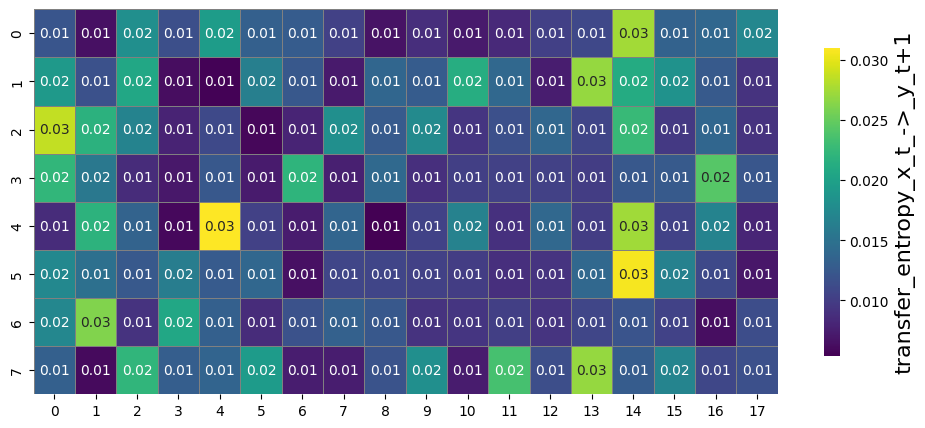 0 0.01 0.01 0.02 0.01 0.02 0.01 0.01 0.01 0.01 0.01 0.01 0.01 0.01 0.01 0.03 0.01 0.01 0.02
1 0.02 0.01 0.02 0.01 0.01 0.02 0.01 0.01 0.01 0.01 0.02 0.01 0.01 0.03 0.02 0.02 0.01 0.01
2 0.03 0.02 0.02 0.01 0.01 0.01 0.01 0.02 0.01 0.02 0.01 0.01 0.01 0.01 0.02 0.01 0.01 0.01
3 0.02 0.02 0.01 0.01 0.01 0.01 0.02 0.01 0.01 0.01 0.01 0.01 0.01 0.01 0.01 0.01 0.02 0.01
4 0.01 0.02 0.01 0.01 0.03 0.01 0.01 0.01 0.01 0.01 0.02 0.01 0.01 0.01 0.03 0.01 0.02 0.01
5 0.02 0.01 0.01 0.02 0.01 0.01 0.01 0.01 0.01 0.01 0.01 0.01 0.01 0.01 0.03 0.02 0.01 0.01
6 0.02 0.03 0.01 0.02 0.01 0.01 0.01 0.01 0.01 0.01 0.01 0.01 0.01 0.01 0.01 0.01 0.01 0.01
7 0.01 0.01 0.02 0.01 0.01 0.02 0.01 0.01 0.01 0.02 0.01 0.02 0.01 0.03 0.01 0.02 0.01 0.01
0 1 2 3 4 5 6 7 8 9 10 11 12 13 14 15 16 17
0.030
0.025
0.020
0.015
0.010
transfer_entropy_x_t_->_y_t+1